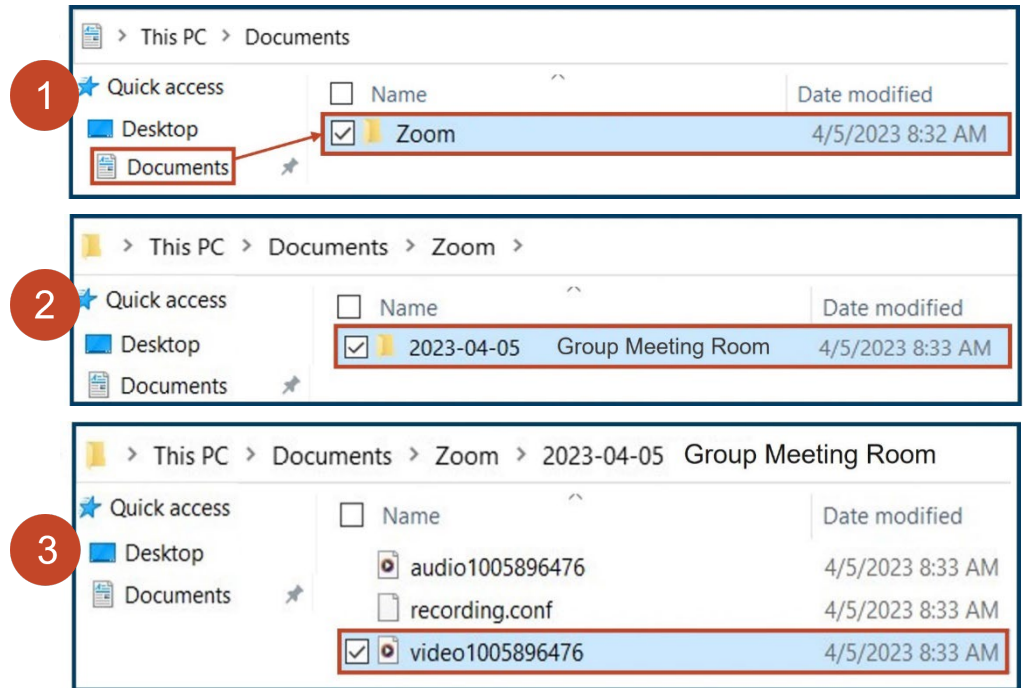 This PC > Documents
1
Quick access
Name Date modified
Desktop
Zoom 4/5/2023 8:32 AM
Documents
This PC > Documents > Zoom >
2
Quick access
Name Date modified
Desktop
2023-04-05 Group Meeting Room 4/5/2023 8:33 AM
Documents
This PC > Documents > Zoom > 2023-04-05 Group Meeting Room
3
Quick access
Name Date modified
Desktop
audio1005896476 4/5/2023 8:33 AM
Documents
recording.conf 4/5/2023 8:33 AM
video1005896476 4/5/2023 8:33 AM